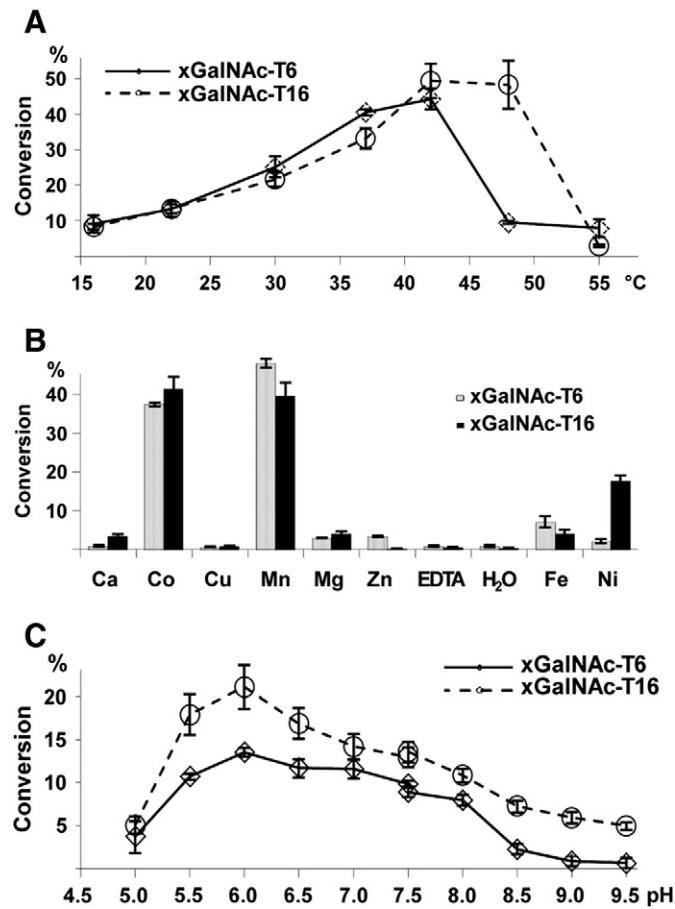 A
%
xGalNAc-T6
xGalNAc-T16
50
40
30
20
10
Conversion
15 20 25 30 35 40 45 50 55 °C
B
%
xGalNAc-T6
xGalNAc-T16
40
30
20
10
Conversion
Ca Co Cu Mn Mg Zn EDTA H₂O Fe Ni
C
%
xGalNAc-T6
xGalNAc-T16
20
15
10
5
Conversion
4.5 5.0 5.5 6.0 6.5 7.0 7.5 8.0 8.5 9.0 9.5 pH